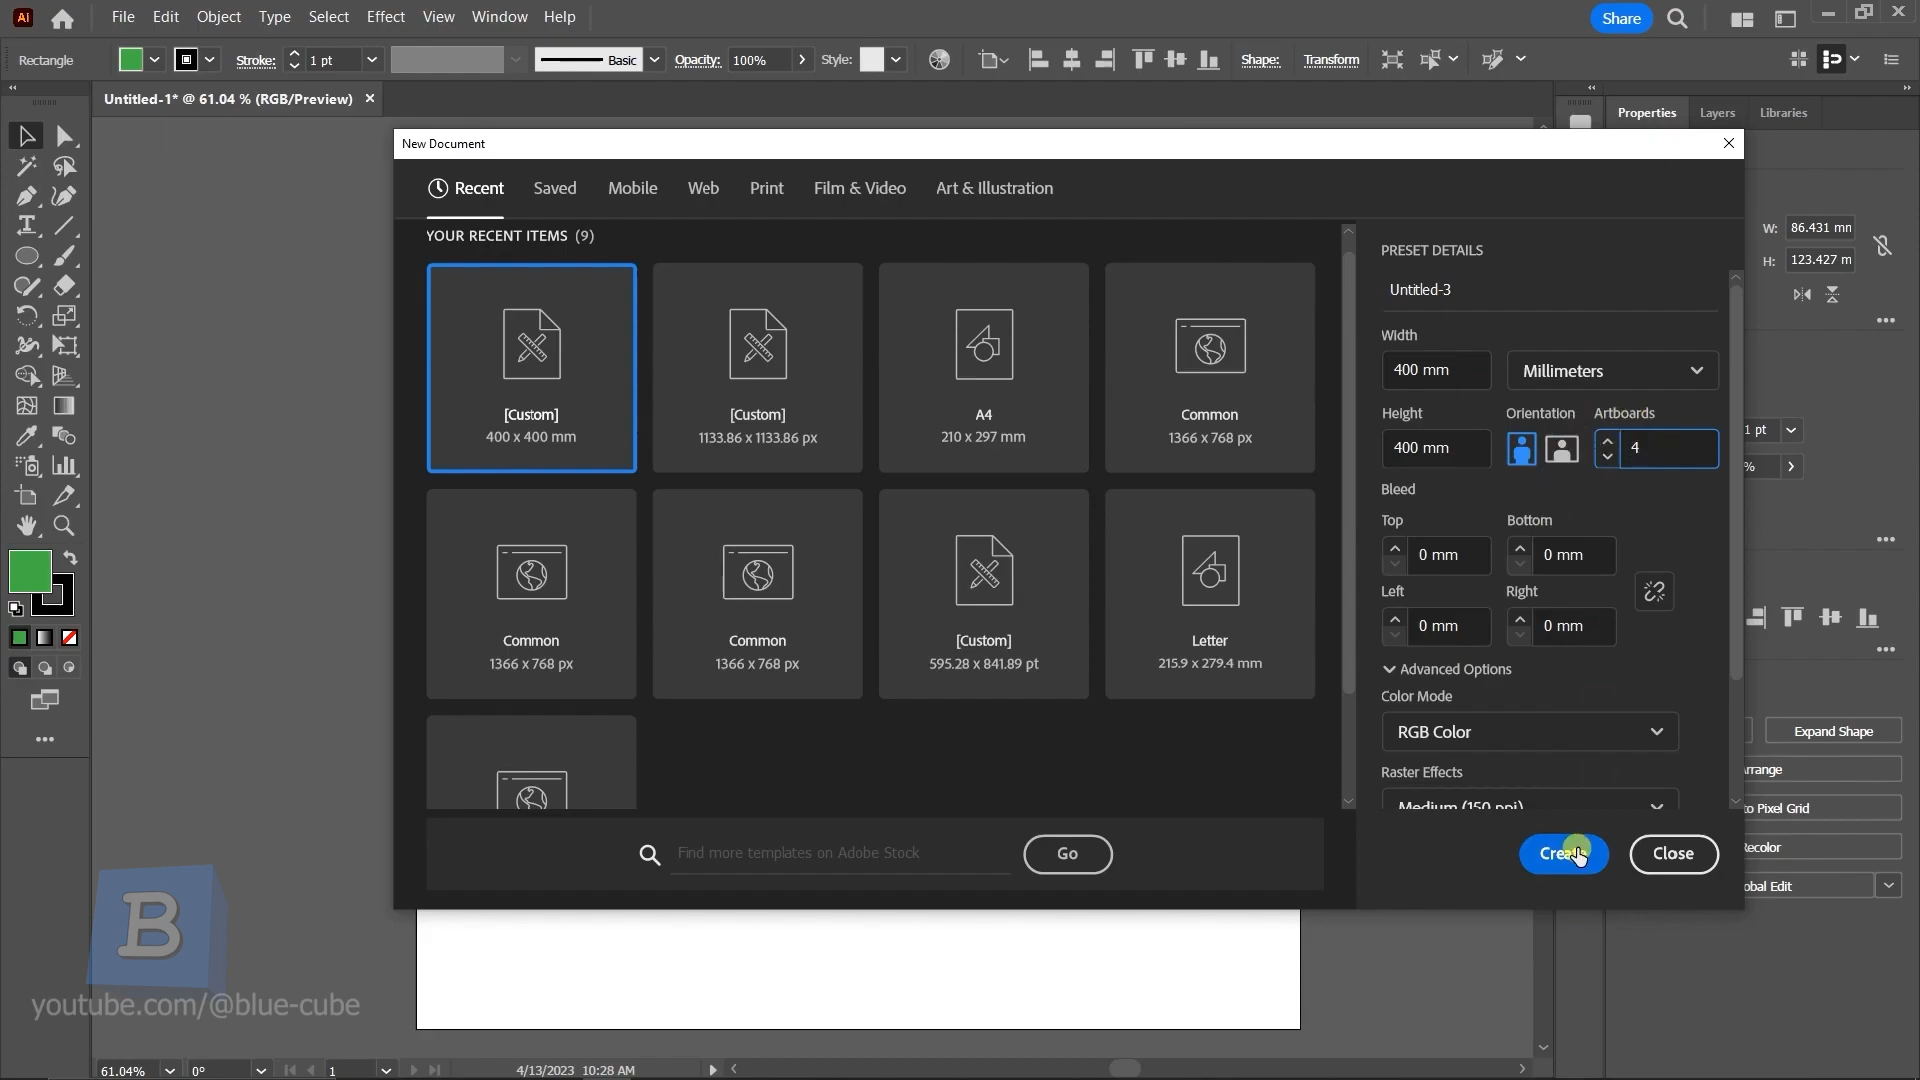 Ai File Edit Object Type Select Effect View Window Help Share
Rectangle Stroke: 1 pt Basic Opacity: 100% Style: Shape: Transform
Untitled-1* @ 61.04 % (RGB/Preview) ×
Properties Layers Libraries
New Document
Recent Saved Mobile Web Print Film & Video Art & Illustration
YOUR RECENT ITEMS (9)
[Custom]
400 x 400 mm
[Custom]
1133.86 x 1133.86 px
A4
210 x 297 mm
Common
1366 x 768 px
Common
1366 x 768 px
Common
1366 x 768 px
[Custom]
595.28 x 841.89 pt
Letter
215.9 x 279.4 mm
Find more templates on Adobe Stock
Go
PRESET DETAILS
Untitled-3
Width
400 mm Millimeters
Height Orientation Artboards
400 mm 4
Bleed
Top Bottom
0 mm 0 mm
Left Right
0 mm 0 mm
Advanced Options
Color Mode
RGB Color
Raster Effects
Medium (150 ppi)
Create Close
W: 86.431 mm
H: 123.427 m
1 pt
%
Expand Shape
Arrange
to Pixel Grid
Recolor
obal Edit
B
youtube.com/@blue-cube
61.04% 0° 1 4/13/2023 10:28 AM